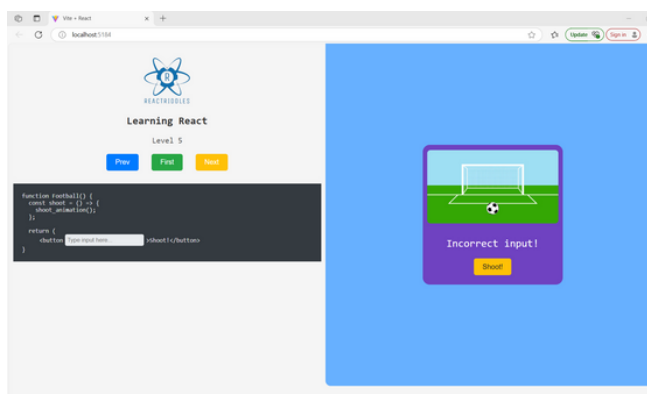 Vite + React
localhost:5184
Update
Sign in
R
REACTRIDDLES
Learning React
Level 5
Prev First Next
function Football() {
const shoot = () => {
shoot_animation();
};
return (
<button Type input here... >Shoot!</button>
}
Incorrect input!
Shoot!